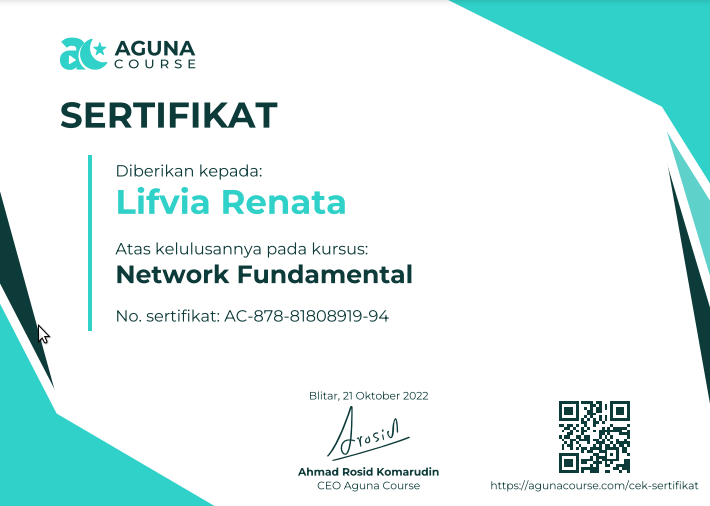 AGUNA
COURSE
SERTIFIKAT
Diberikan kepada:
Lifvia Renata
Atas kelulusannya pada kursus:
Network Fundamental
No. sertifikat: AC-878-81808919-94
Blitar, 21 Oktober 2022
Arosid
Ahmad Rosid Komarudin
CEO Aguna Course
https://agunacourse.com/cek-sertifikat